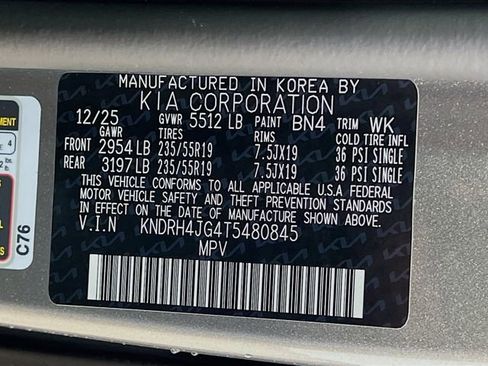 MANUFACTURED IN KOREA BY
KIA CORPORATION
12/25 GVWR 5512 LB PAINT BN4 TRIM WK
GAWR TIRES RIMS COLD TIRE INFL
FRONT 2954 LB 235/55R19 7.5JX19 36 PSI SINGLE
REAR 3197 LB 235/55R19 7.5JX19 36 PSI SINGLE
THIS VEHICLE CONFORMS TO ALL APPLICABLE U.S.A FEDERAL
MOTOR VEHICLE SAFETY AND THEFT PREVENTION STANDARDS
IN EFFECT ON THE DATE OF MANUFACTURE SHOWN ABOVE.
V.I.N KNDRH4JG4T5480845
MPV
C76
4
lbs.